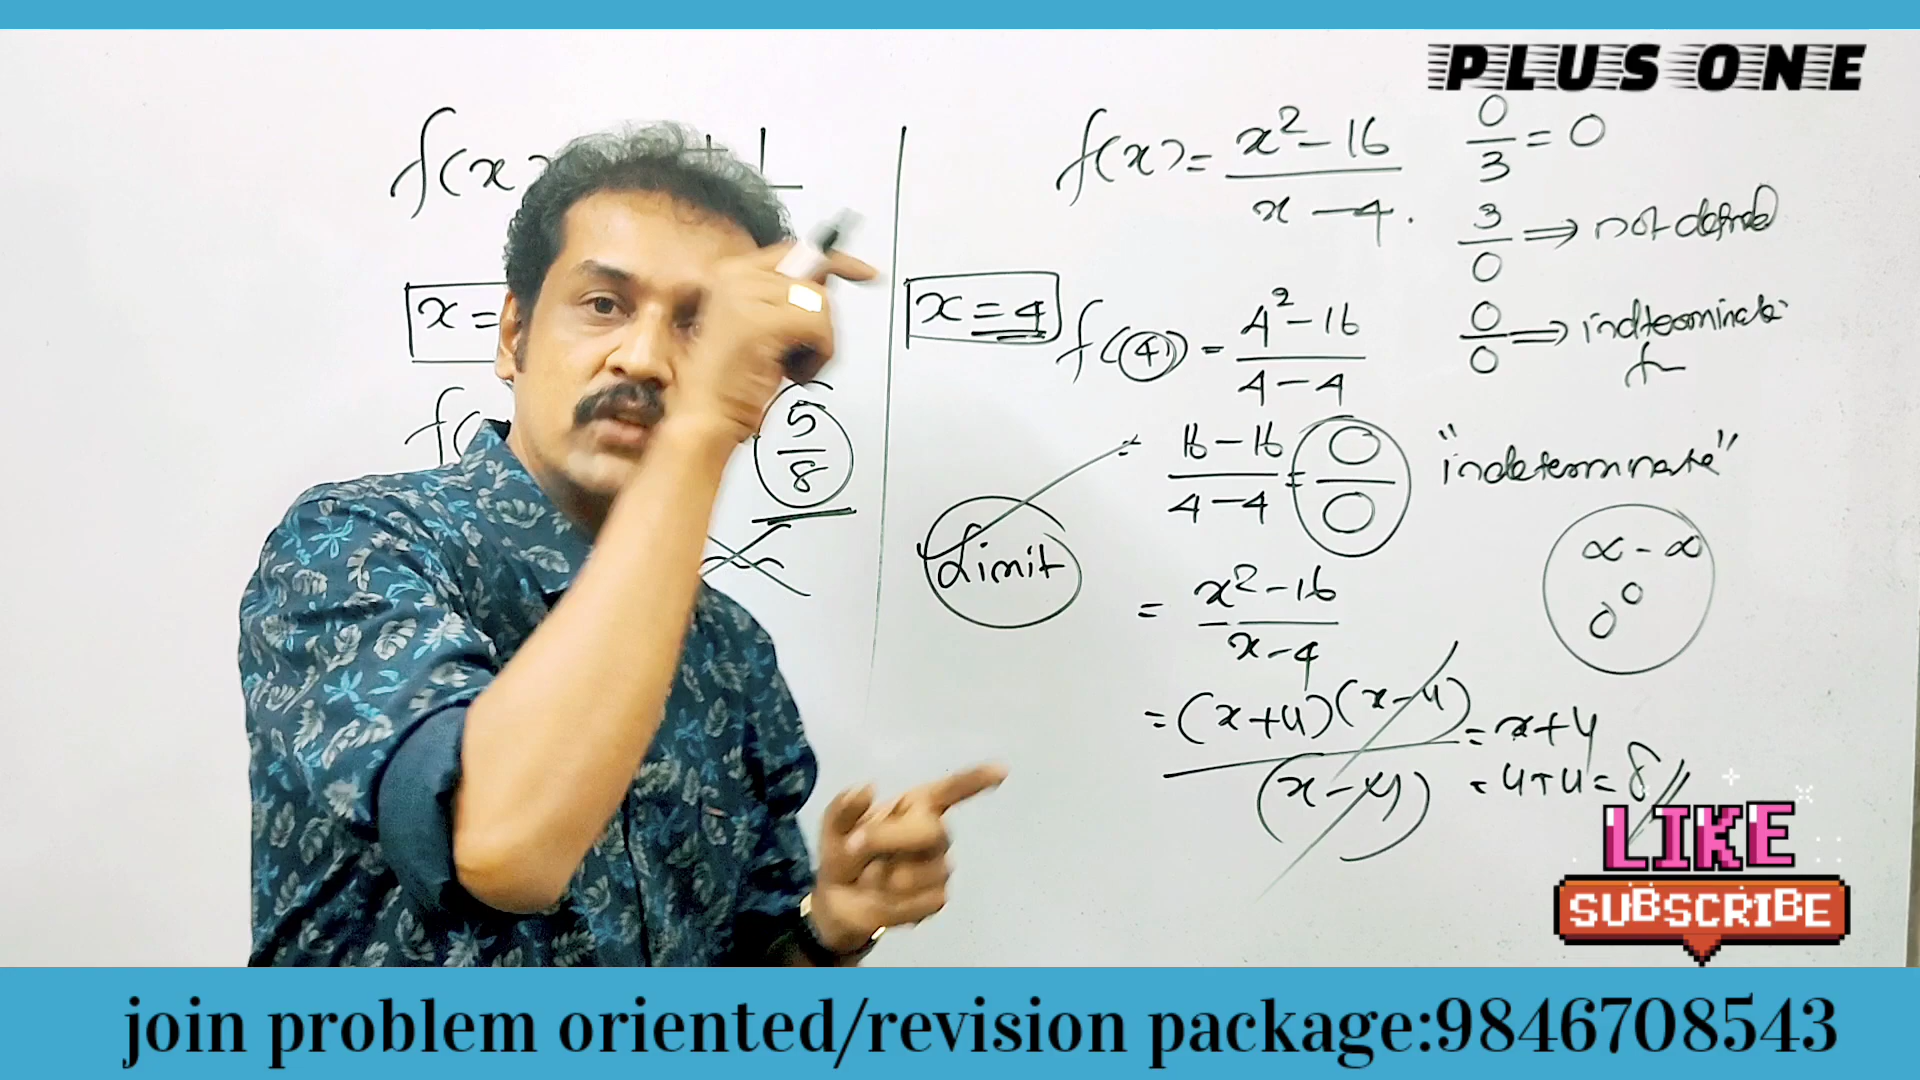 PLUS ONE
f(x
+ 1
x =
f(
5/8
f(x) = x² - 16 / x - 4.
x = 4
f(4) = 4² - 16 / 4 - 4
= 16 - 16 / 4 - 4 = 0/0
Limit
= x² - 16 / x - 4
= (x+4)(x-4) / (x-4) = x+4
= 4+4 = 8
0/3 = 0
3/0 ⇒ not defined
0/0 ⇒ indeterminate
"indeterminate"
∝ - ∝
0⁰
LIKE
SUBSCRIBE
join problem oriented/revision package:9846708543